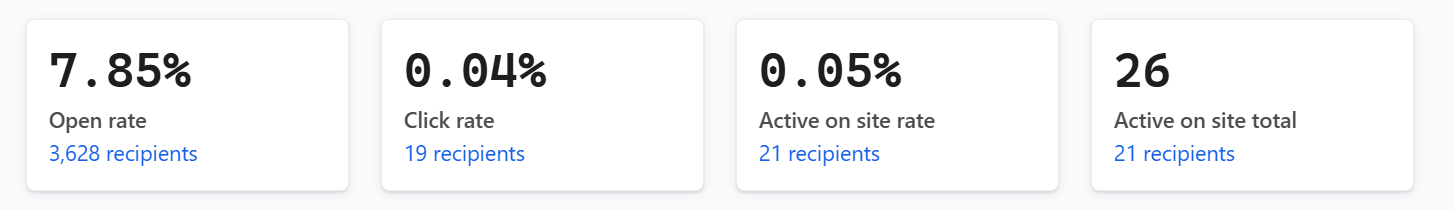 7.85%
Open rate
3,628 recipients
0.04%
Click rate
19 recipients
0.05%
Active on site rate
21 recipients
26
Active on site total
21 recipients